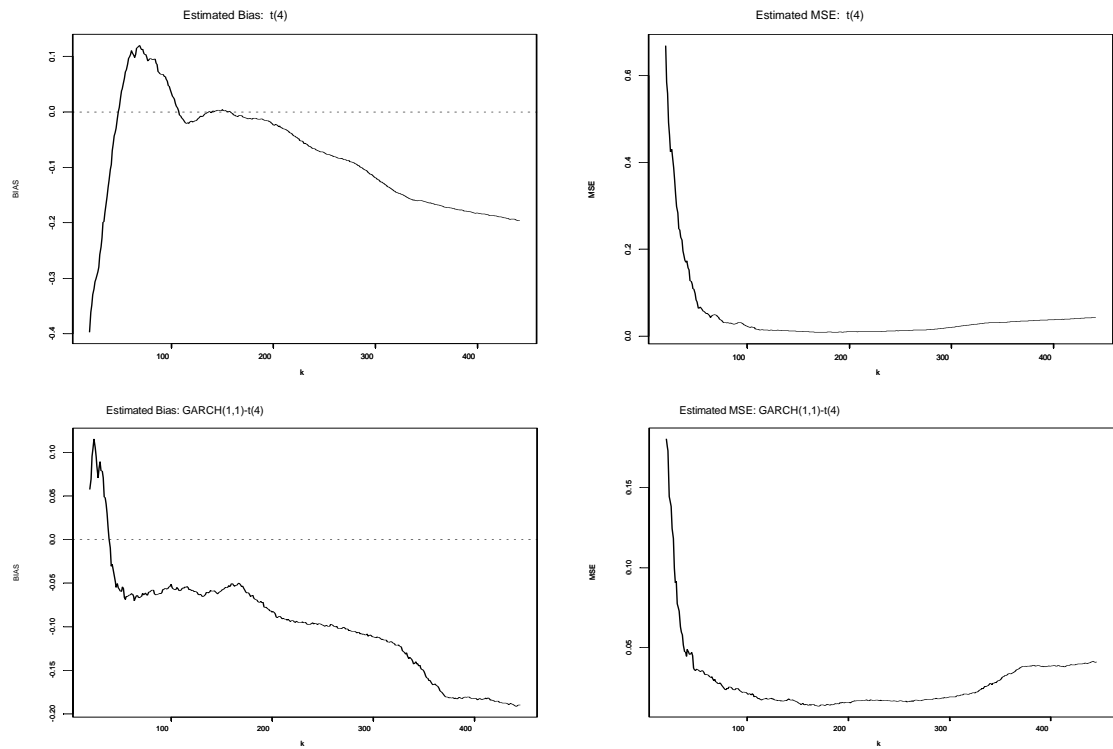 Estimated Bias: t(4)
BIAS
0.1
0.0
-0.1
-0.2
-0.3
-0.4
100 200 300 400
k
Estimated MSE: t(4)
MSE
0.6
0.4
0.2
0.0
100 200 300 400
k
Estimated Bias: GARCH(1,1)-t(4)
BIAS
0.10
0.05
0.0
-0.05
-0.10
-0.15
-0.20
100 200 300 400
k
Estimated MSE: GARCH(1,1)-t(4)
MSE
0.15
0.10
0.05
100 200 300 400
k